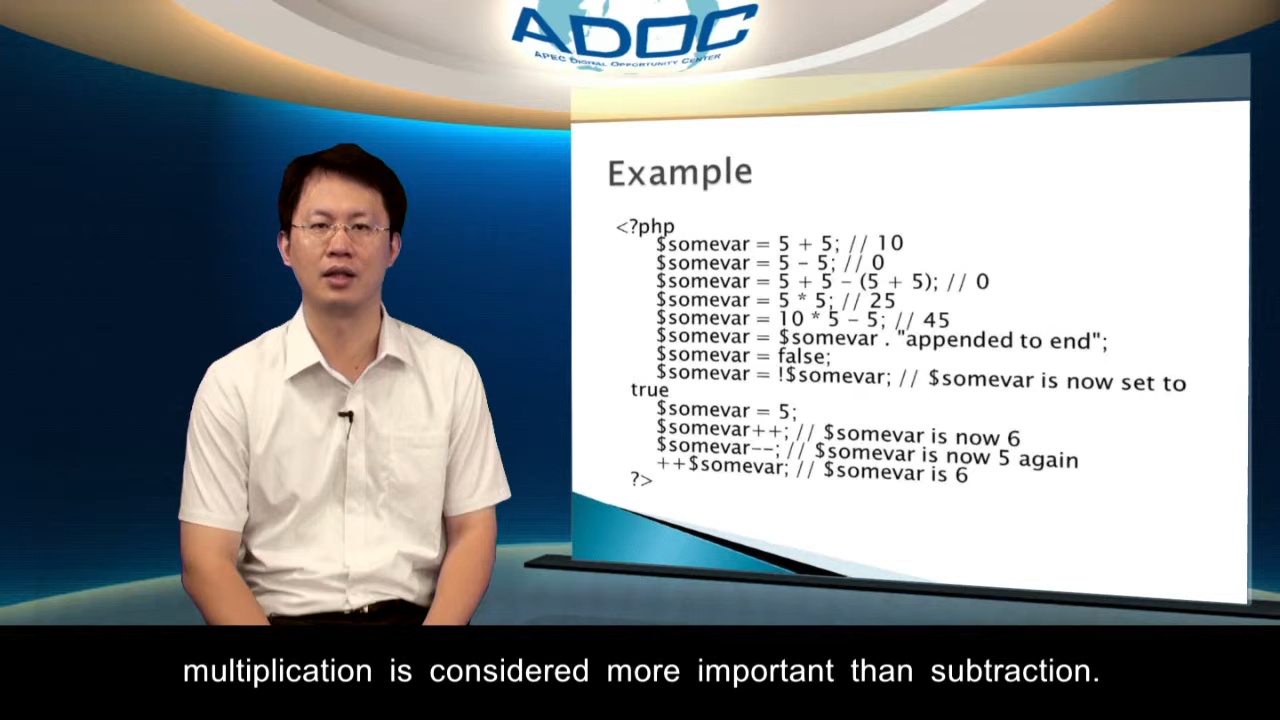 ADOC
APEC DIGITAL OPPORTUNITY CENTER
Example
<?php
$somevar = 5 + 5; // 10
$somevar = 5 - 5; // 0
$somevar = 5 + 5 - (5 + 5); // 0
$somevar = 5 * 5; // 25
$somevar = 10 * 5 - 5; // 45
$somevar = $somevar . "appended to end";
$somevar = false;
$somevar = !$somevar; // $somevar is now set to
true
$somevar = 5;
$somevar++; // $somevar is now 6
$somevar--; // $somevar is now 5 again
++$somevar; // $somevar is 6
?>
multiplication is considered more important than subtraction.